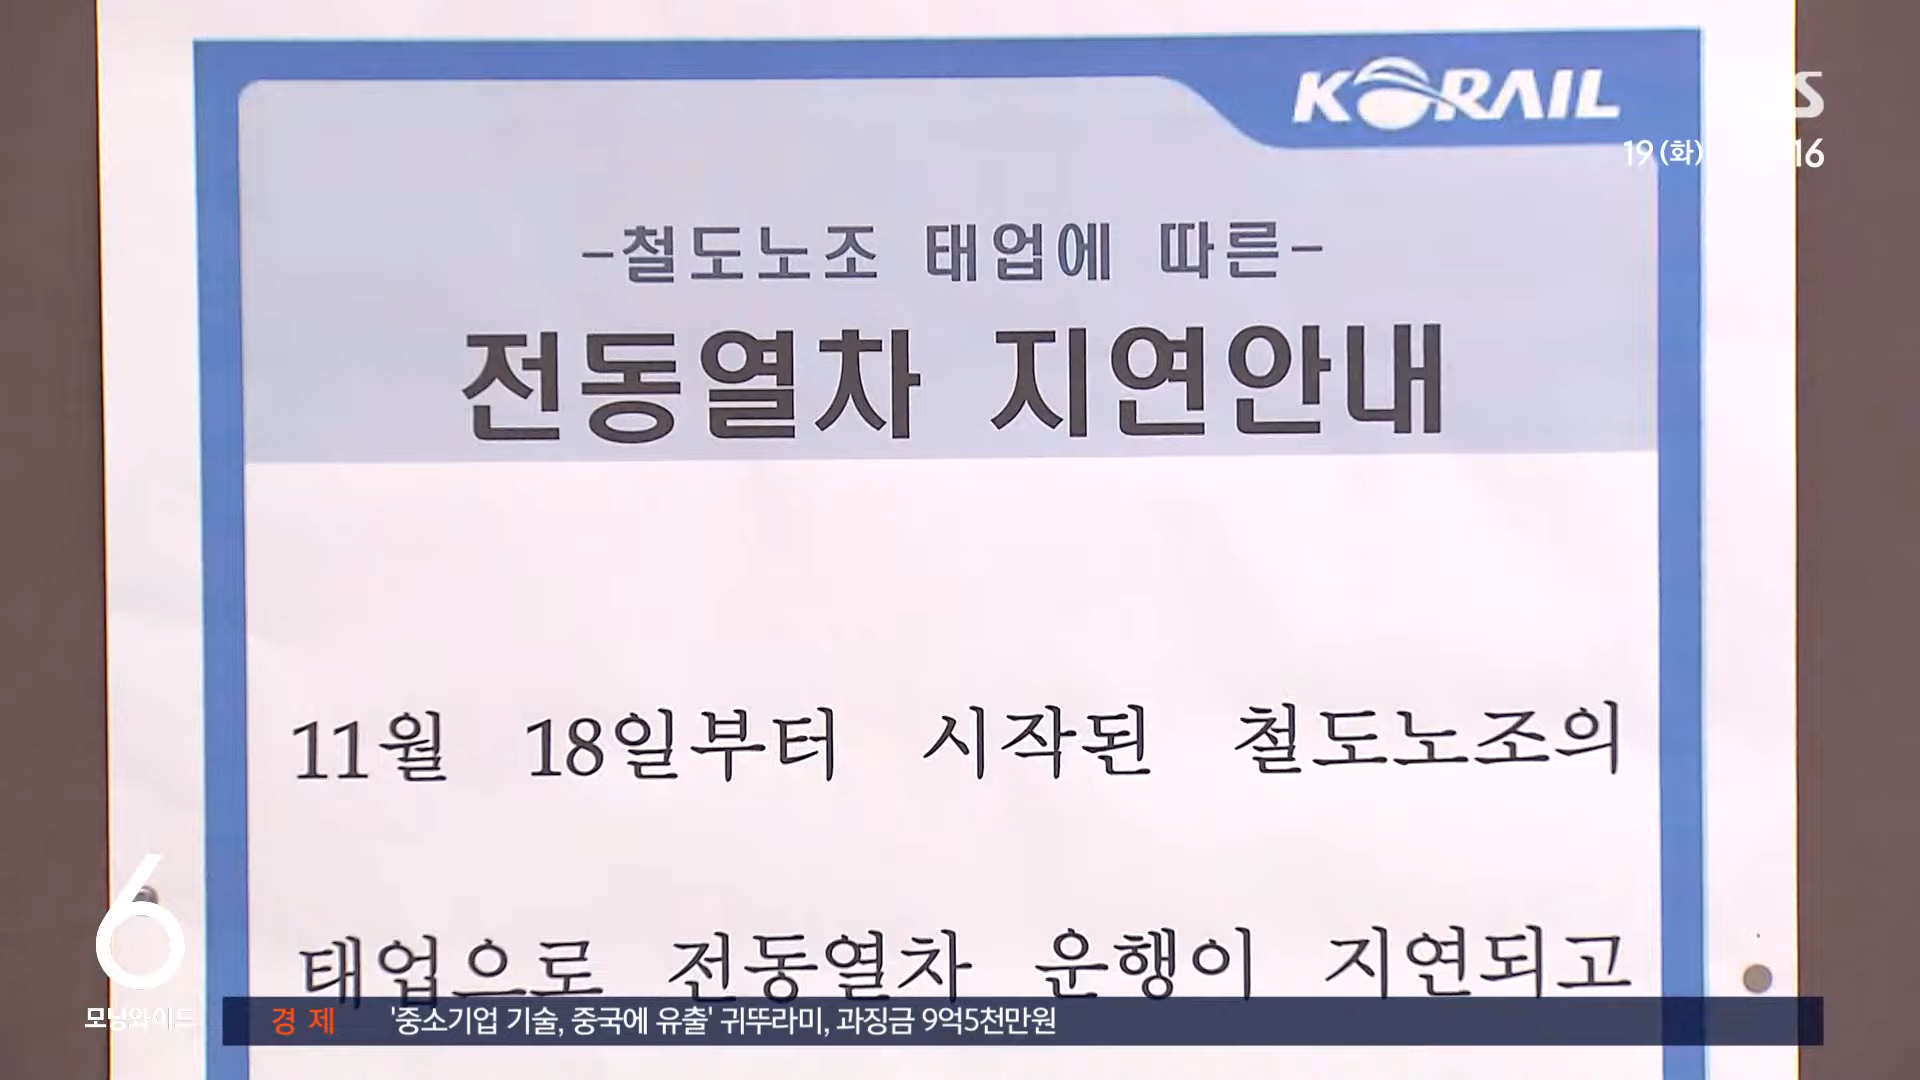 KORAIL
S
19(화) 16
-철도노조 태업에 따른-
전동열차 지연안내
11월 18일부터 시작된 철도노조의
태업으로 전동열차 운행이 지연되고
6
모닝와이드
경제 '중소기업 기술, 중국에 유출' 귀뚜라미, 과징금 9억5천만원